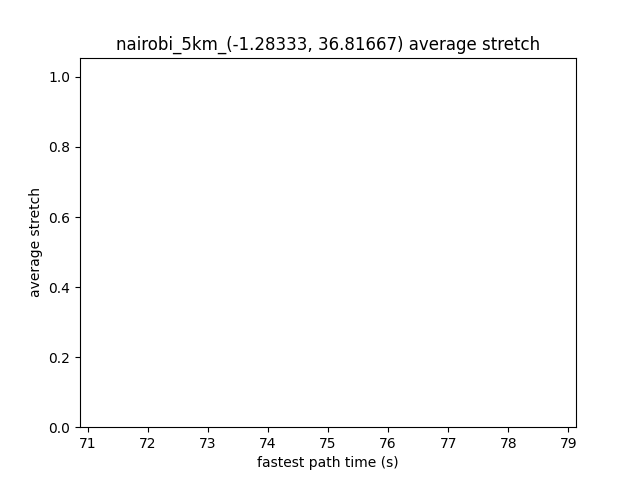 nairobi_5km_(-1.28333, 36.81667) average stretch
1.0
0.8
0.6
0.4
0.2
0.0
average stretch
71 72 73 74 75 76 77 78 79
fastest path time (s)